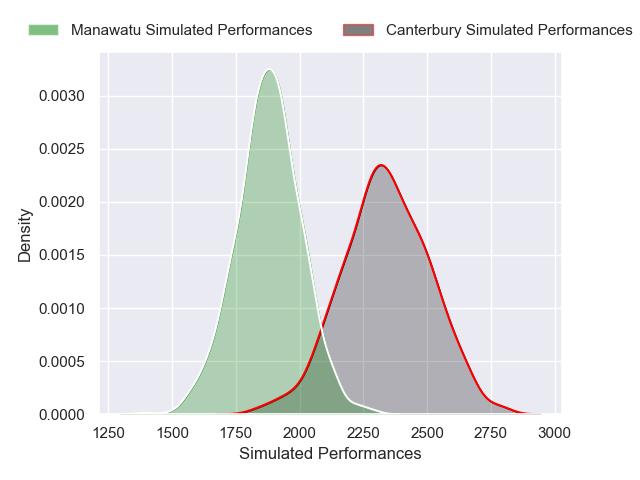 Manawatu Simulated Performances Canterbury Simulated Performances
0.0030
0.0025
0.0020
0.0015
0.0010
0.0005
0.0000
Density
1250 1500 1750 2000 2250 2500 2750 3000
Simulated Performances